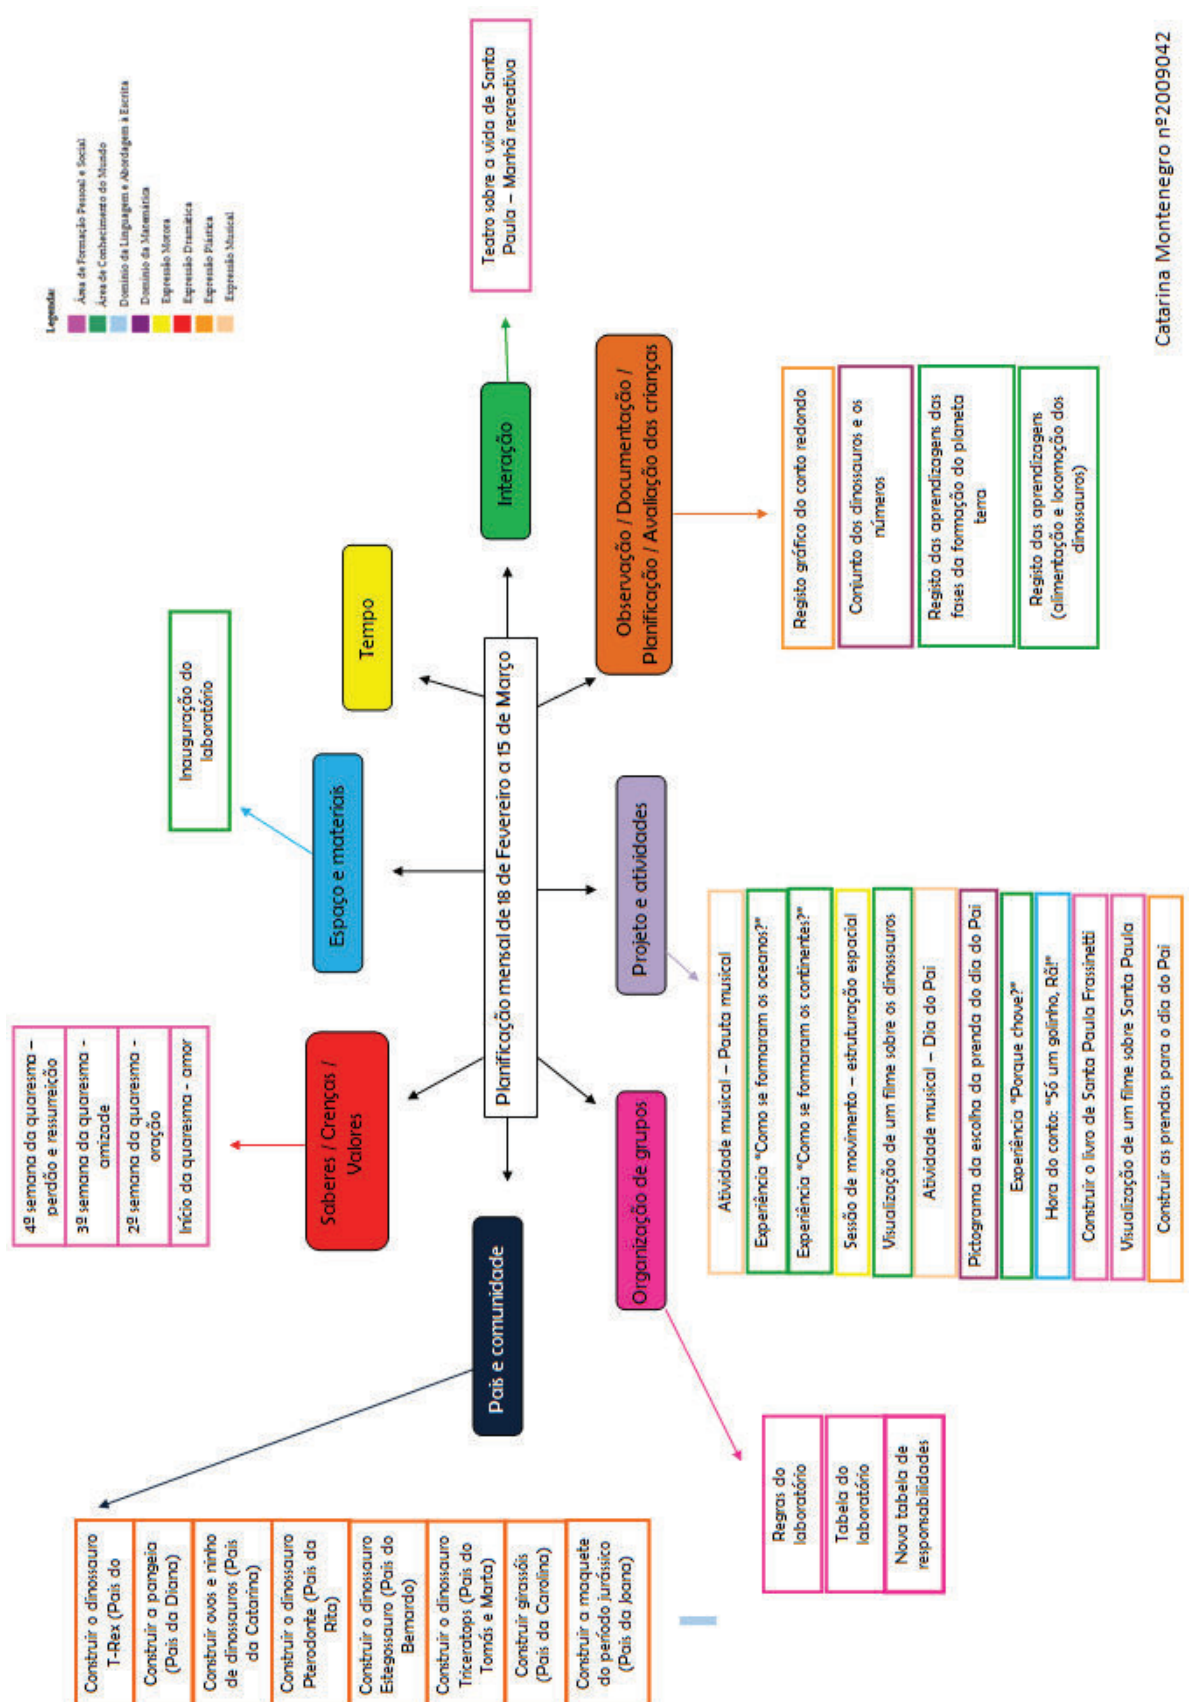 Legenda:
Área de Formação Pessoal e Social
Área de Conhecimento do Mundo
Domínio da Linguagem e Abordagem à Escrita
Domínio da Matemática
Expressão Motora
Expressão Dramática
Expressão Plástica
Expressão Musical
4ª semana da quaresma –
perdão e ressurreição
3ª semana da quaresma -
amizade
2ª semana da quaresma -
oração
Início da quaresma - amor
Inauguração do
laboratório
Teatro sobre a vida de Santa
Paula – Manhã recreativa
Saberes / Crenças /
Valores
Espaço e materiais
Tempo
Interação
Planificação mensal de 18 de Fevereiro a 15 de Março
Pais e comunidade
Organização de grupos
Projeto e atividades
Observação / Documentação /
Planificação / Avaliação das crianças
Construir o dinossauro
T-Rex (Pais do
Construir a pangeia
(Pais da Diana)
Construir ovos e ninho
de dinossauros (Pais
da Catarina)
Construir o dinossauro
Pterodonte (Pais da
Rita)
Construir o dinossauro
Estegossauro (Pais do
Bernardo)
Construir o dinossauro
Triceratops (Pais do
Tomás e Marta)
Construir girassóis
(Pais da Carolina)
Construir a maquete
do período jurássico
(Pais da Joana)
Regras do
laboratório
Tabela do
laboratório
Nova tabela de
responsabilidades
Atividade musical – Pauta musical
Experiência "Como se formaram os oceanos?"
Experiência "Como se formaram os continentes?"
Sessão de movimento – estruturação espacial
Visualização de um filme sobre os dinossauros
Atividade musical – Dia do Pai
Pictograma da escolha da prenda do dia do Pai
Experiência "Porque chove?"
Hora do conto: "Só um golinho, Rã!"
Construir o livro de Santa Paula Frassinetti
Visualização de um filme sobre Santa Paula
Construir as prendas para o dia do Pai
Registo gráfico do conto redondo
Conjunto dos dinossauros e os
números
Registo das aprendizagens das
fases da formação do planeta
terra
Registo das aprendizagens
(alimentação e locomoção dos
dinossauros)
Catarina Montenegro nº2009042